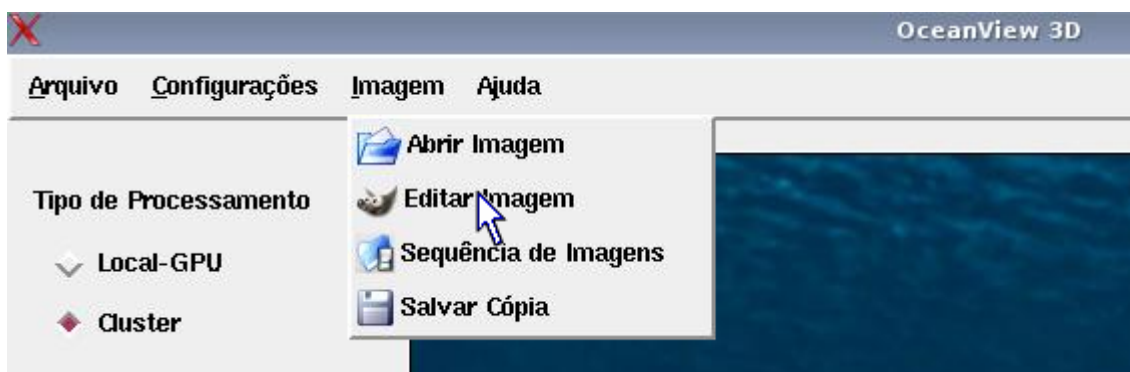 OceanView 3D
Arquivo Configurações Imagem Ajuda
Abrir Imagem
Tipo de Processamento
Editar Imagem
Sequência de Imagens
Local-GPU
Salvar Cópia
Cluster